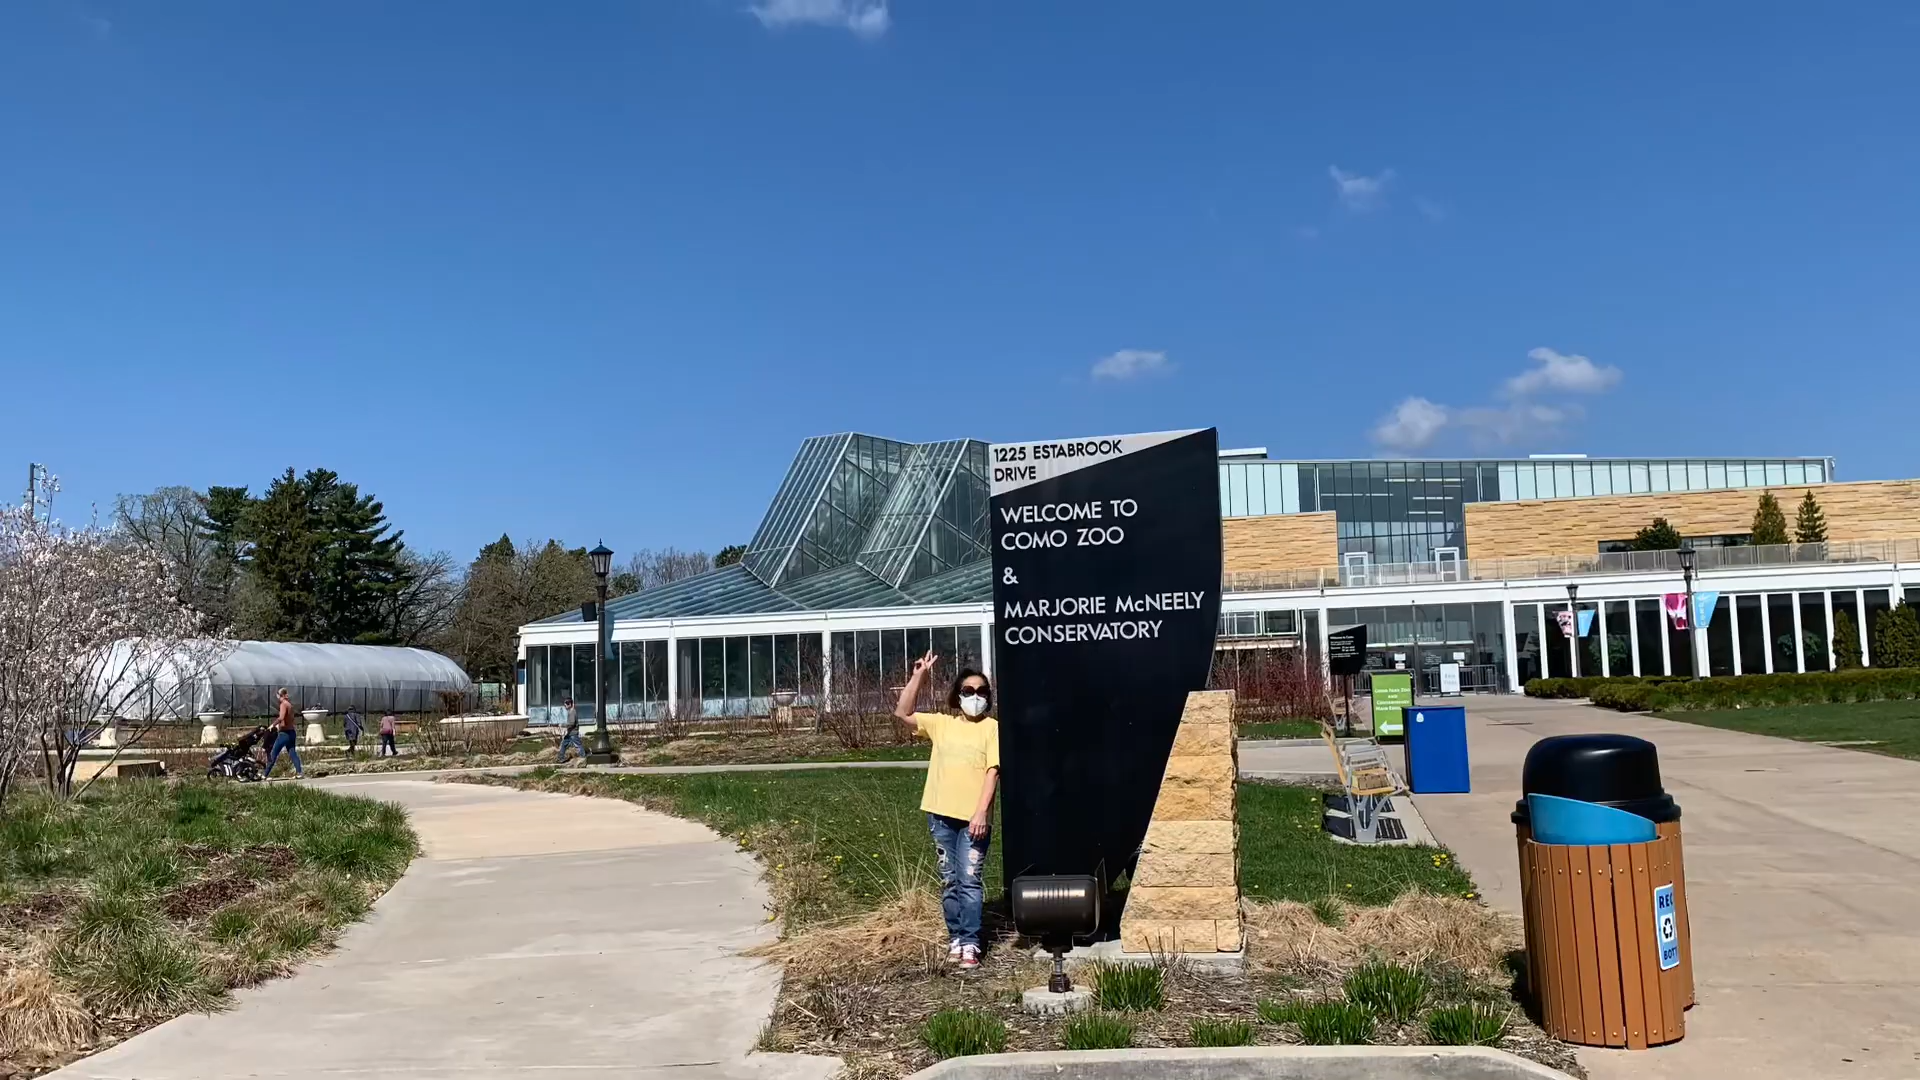 1225 ESTABROOK
DRIVE
WELCOME TO
COMO ZOO
&
MARJORIE McNEELY
CONSERVATORY